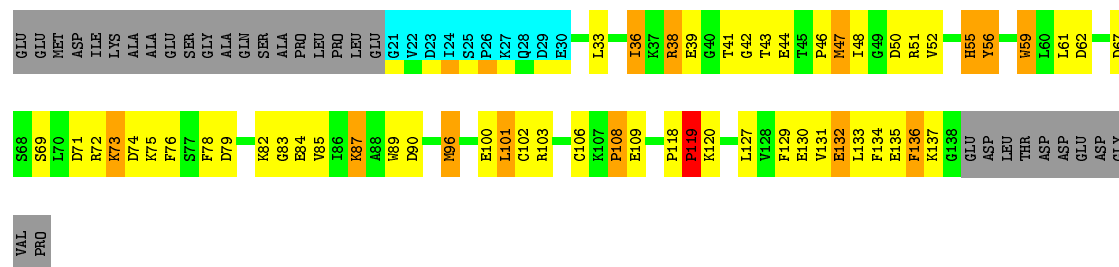 GLU GLU MET ASP ILE LYS ALA ALA GLU SER GLY ALA GLN SER ALA PRO LEU PRO LEU GLU G21 V22 D23 I24 S25 P26 K27 Q28 D29 E30 L33 I36 K37 R38 E39 G40 T41 G42 T43 E44 T45 P46 M47 I48 G49 D50 R51 V52 H55 Y56 W59 L60 L61 D62 D67
S68 S69 L70 D71 R72 K73 D74 K75 F76 S77 F78 D79 K82 G83 E84 V85 I86 K87 A88 W89 D90 M96 E100 L101 C102 R103 C106 K107 P108 E109 P118 P119 K120 L127 V128 F129 E130 V131 E132 L133 F134 E135 F136 K137 G138 GLU ASP LEU THR ASP ASP GLU ASP GLY
VAL PRO